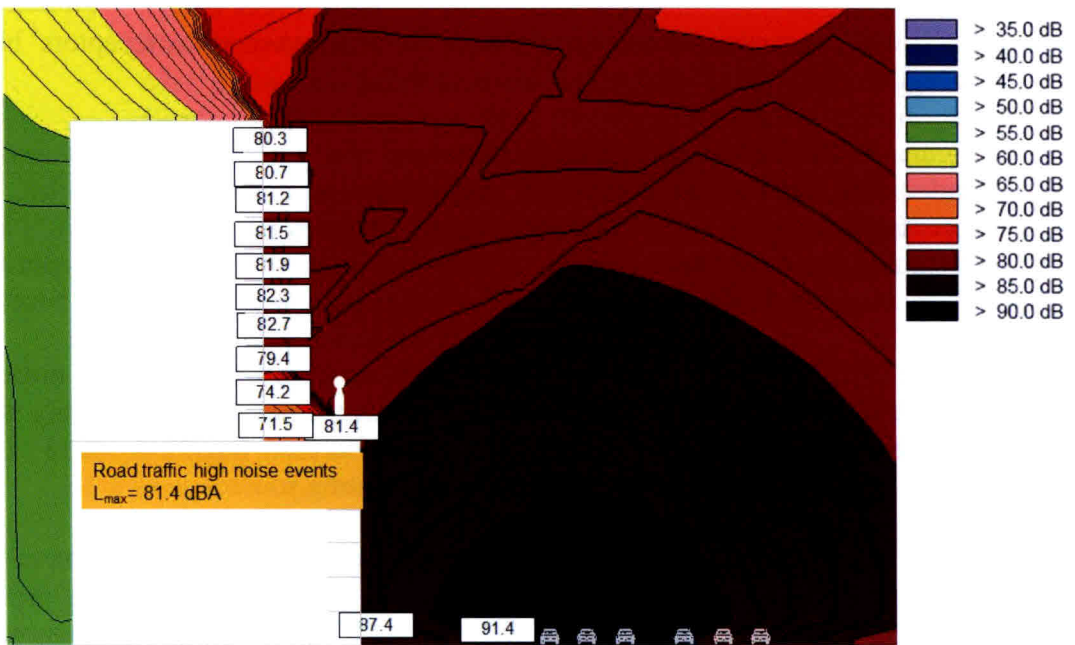 > 35.0 dB
> 40.0 dB
> 45.0 dB
> 50.0 dB
> 55.0 dB
> 60.0 dB
> 65.0 dB
> 70.0 dB
> 75.0 dB
> 80.0 dB
> 85.0 dB
> 90.0 dB
80.3
80.7
81.2
81.5
81.9
82.3
82.7
79.4
74.2
71.5
81.4
Road traffic high noise events
Lmax= 81.4 dBA
87.4
91.4